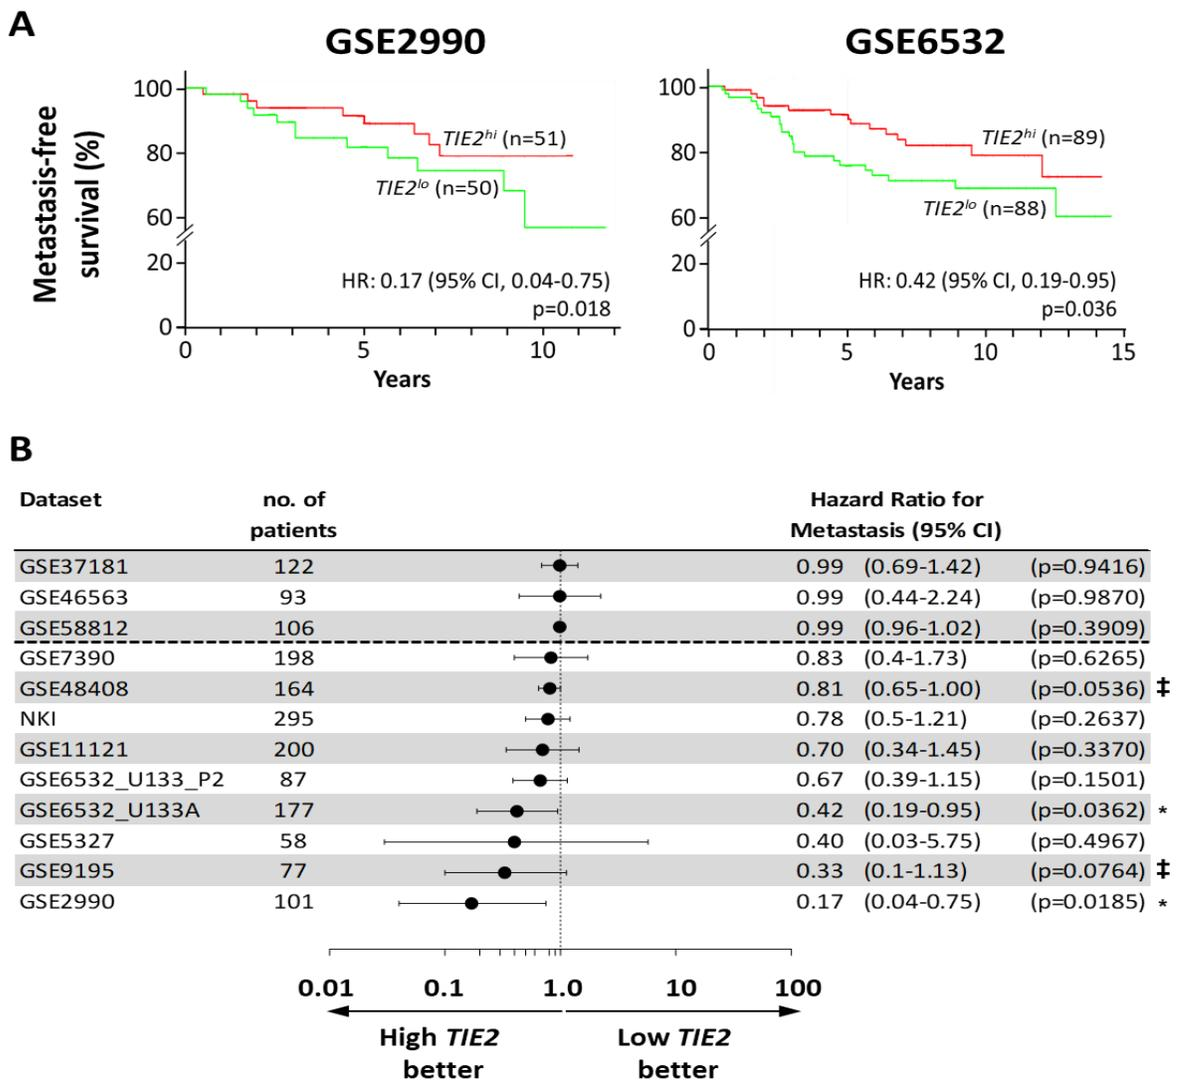 A
GSE2990
GSE6532
Metastasis-free
survival (%)
100
80
60
20
0
TIE2hi (n=51)
TIE2lo (n=50)
HR: 0.17 (95% CI, 0.04-0.75)
p=0.018
0 5 10
Years
100
80
60
20
0
TIE2hi (n=89)
TIE2lo (n=88)
HR: 0.42 (95% CI, 0.19-0.95)
p=0.036
0 5 10 15
Years
B
Dataset no. of patients Hazard Ratio for Metastasis (95% CI)
GSE37181 122 0.99 (0.69-1.42) (p=0.9416)
GSE46563 93 0.99 (0.44-2.24) (p=0.9870)
GSE58812 106 0.99 (0.96-1.02) (p=0.3909)
GSE7390 198 0.83 (0.4-1.73) (p=0.6265)
GSE48408 164 0.81 (0.65-1.00) (p=0.0536) ‡
NKI 295 0.78 (0.5-1.21) (p=0.2637)
GSE11121 200 0.70 (0.34-1.45) (p=0.3370)
GSE6532_U133_P2 87 0.67 (0.39-1.15) (p=0.1501)
GSE6532_U133A 177 0.42 (0.19-0.95) (p=0.0362) *
GSE5327 58 0.40 (0.03-5.75) (p=0.4967)
GSE9195 77 0.33 (0.1-1.13) (p=0.0764) ‡
GSE2990 101 0.17 (0.04-0.75) (p=0.0185) *
0.01 0.1 1.0 10 100
High TIE2
better
Low TIE2
better